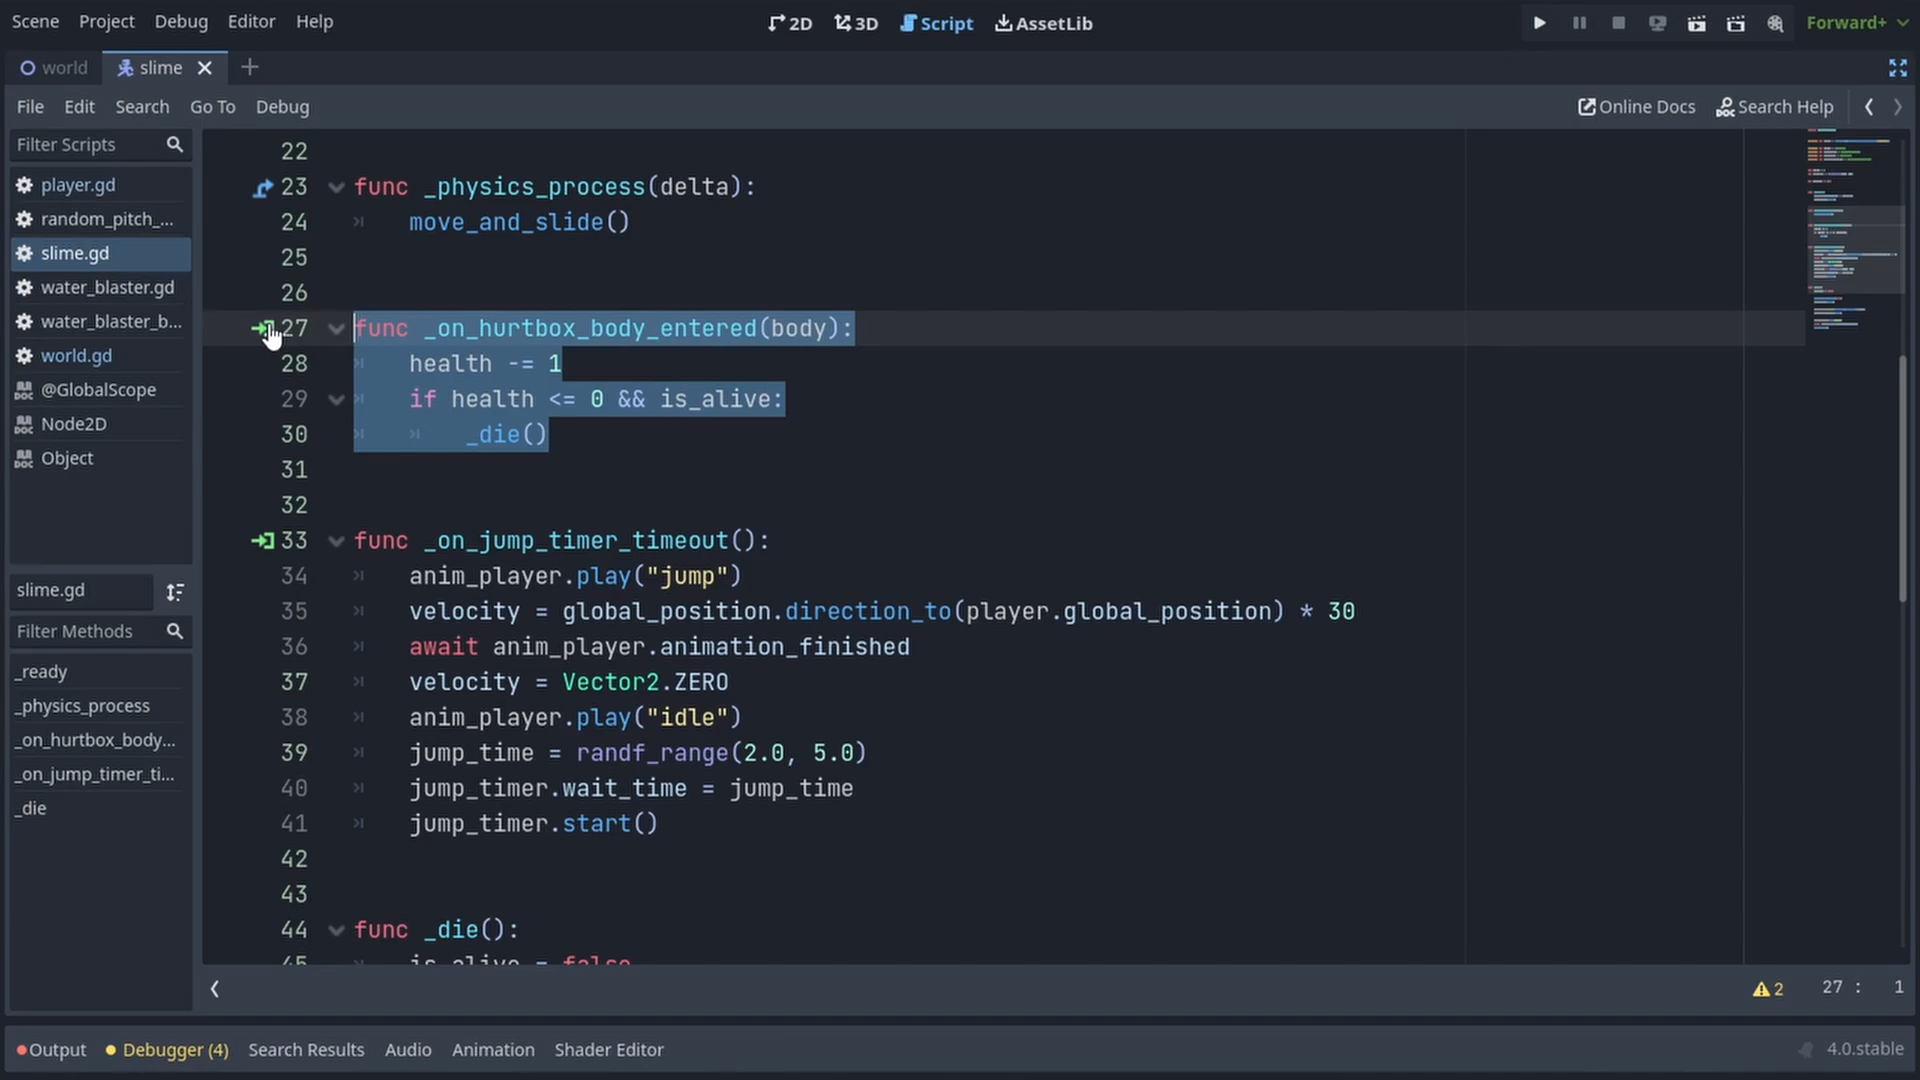 Scene Project Debug Editor Help
2D 3D Script AssetLib
Forward+
world slime
File Edit Search Go To Debug
Online Docs Search Help
Filter Scripts
player.gd
random_pitch_...
slime.gd
water_blaster.gd
water_blaster_b...
world.gd
@GlobalScope
Node2D
Object
slime.gd
Filter Methods
_ready
_physics_process
_on_hurtbox_body...
_on_jump_timer_ti...
_die
22
23 func _physics_process(delta):
24 move_and_slide()
25
26
27 func _on_hurtbox_body_entered(body):
28 health -= 1
29 if health <= 0 && is_alive:
30 _die()
31
32
33 func _on_jump_timer_timeout():
34 anim_player.play("jump")
35 velocity = global_position.direction_to(player.global_position) * 30
36 await anim_player.animation_finished
37 velocity = Vector2.ZERO
38 anim_player.play("idle")
39 jump_time = randf_range(2.0, 5.0)
40 jump_timer.wait_time = jump_time
41 jump_timer.start()
42
43
44 func _die():
45 is_alive = false
2 27 : 1
Output Debugger (4) Search Results Audio Animation Shader Editor
4.0.stable